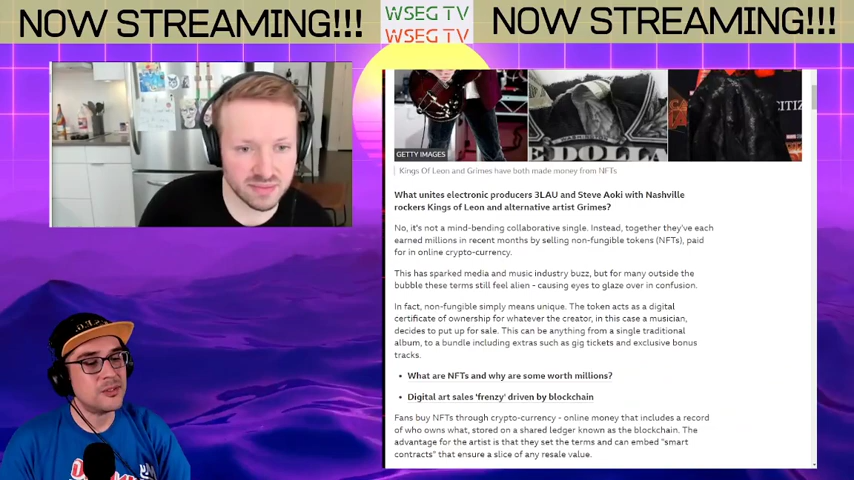 NOW STREAMING!!!
WSEG TV
WSEG TV
NOW STREAMING!!!
CITIZ
E DOLLA
GETTY IMAGES
Kings Of Leon and Grimes have both made money from NFTs
What unites electronic producers 3LAU and Steve Aoki with Nashville
rockers Kings of Leon and alternative artist Grimes?
No, it's not a mind-bending collaborative single. Instead, together they've each
earned millions in recent months by selling non-fungible tokens (NFTs), paid
for in online crypto-currency.
This has sparked media and music industry buzz, but for many outside the
bubble these terms still feel alien - causing eyes to glaze over in confusion.
In fact, non-fungible simply means unique. The token acts as a digital
certificate of ownership for whatever the creator, in this case a musician,
decides to put up for sale. This can be anything from a single traditional
album, to a bundle including extras such as gig tickets and exclusive bonus
tracks.
• What are NFTs and why are some worth millions?
• Digital art sales 'frenzy' driven by blockchain
Fans buy NFTs through crypto-currency - online money that includes a record
of who owns what, stored on a shared ledger known as the blockchain. The
advantage for the artist is that they set the terms and can embed "smart
contracts" that ensure a slice of any resale value.